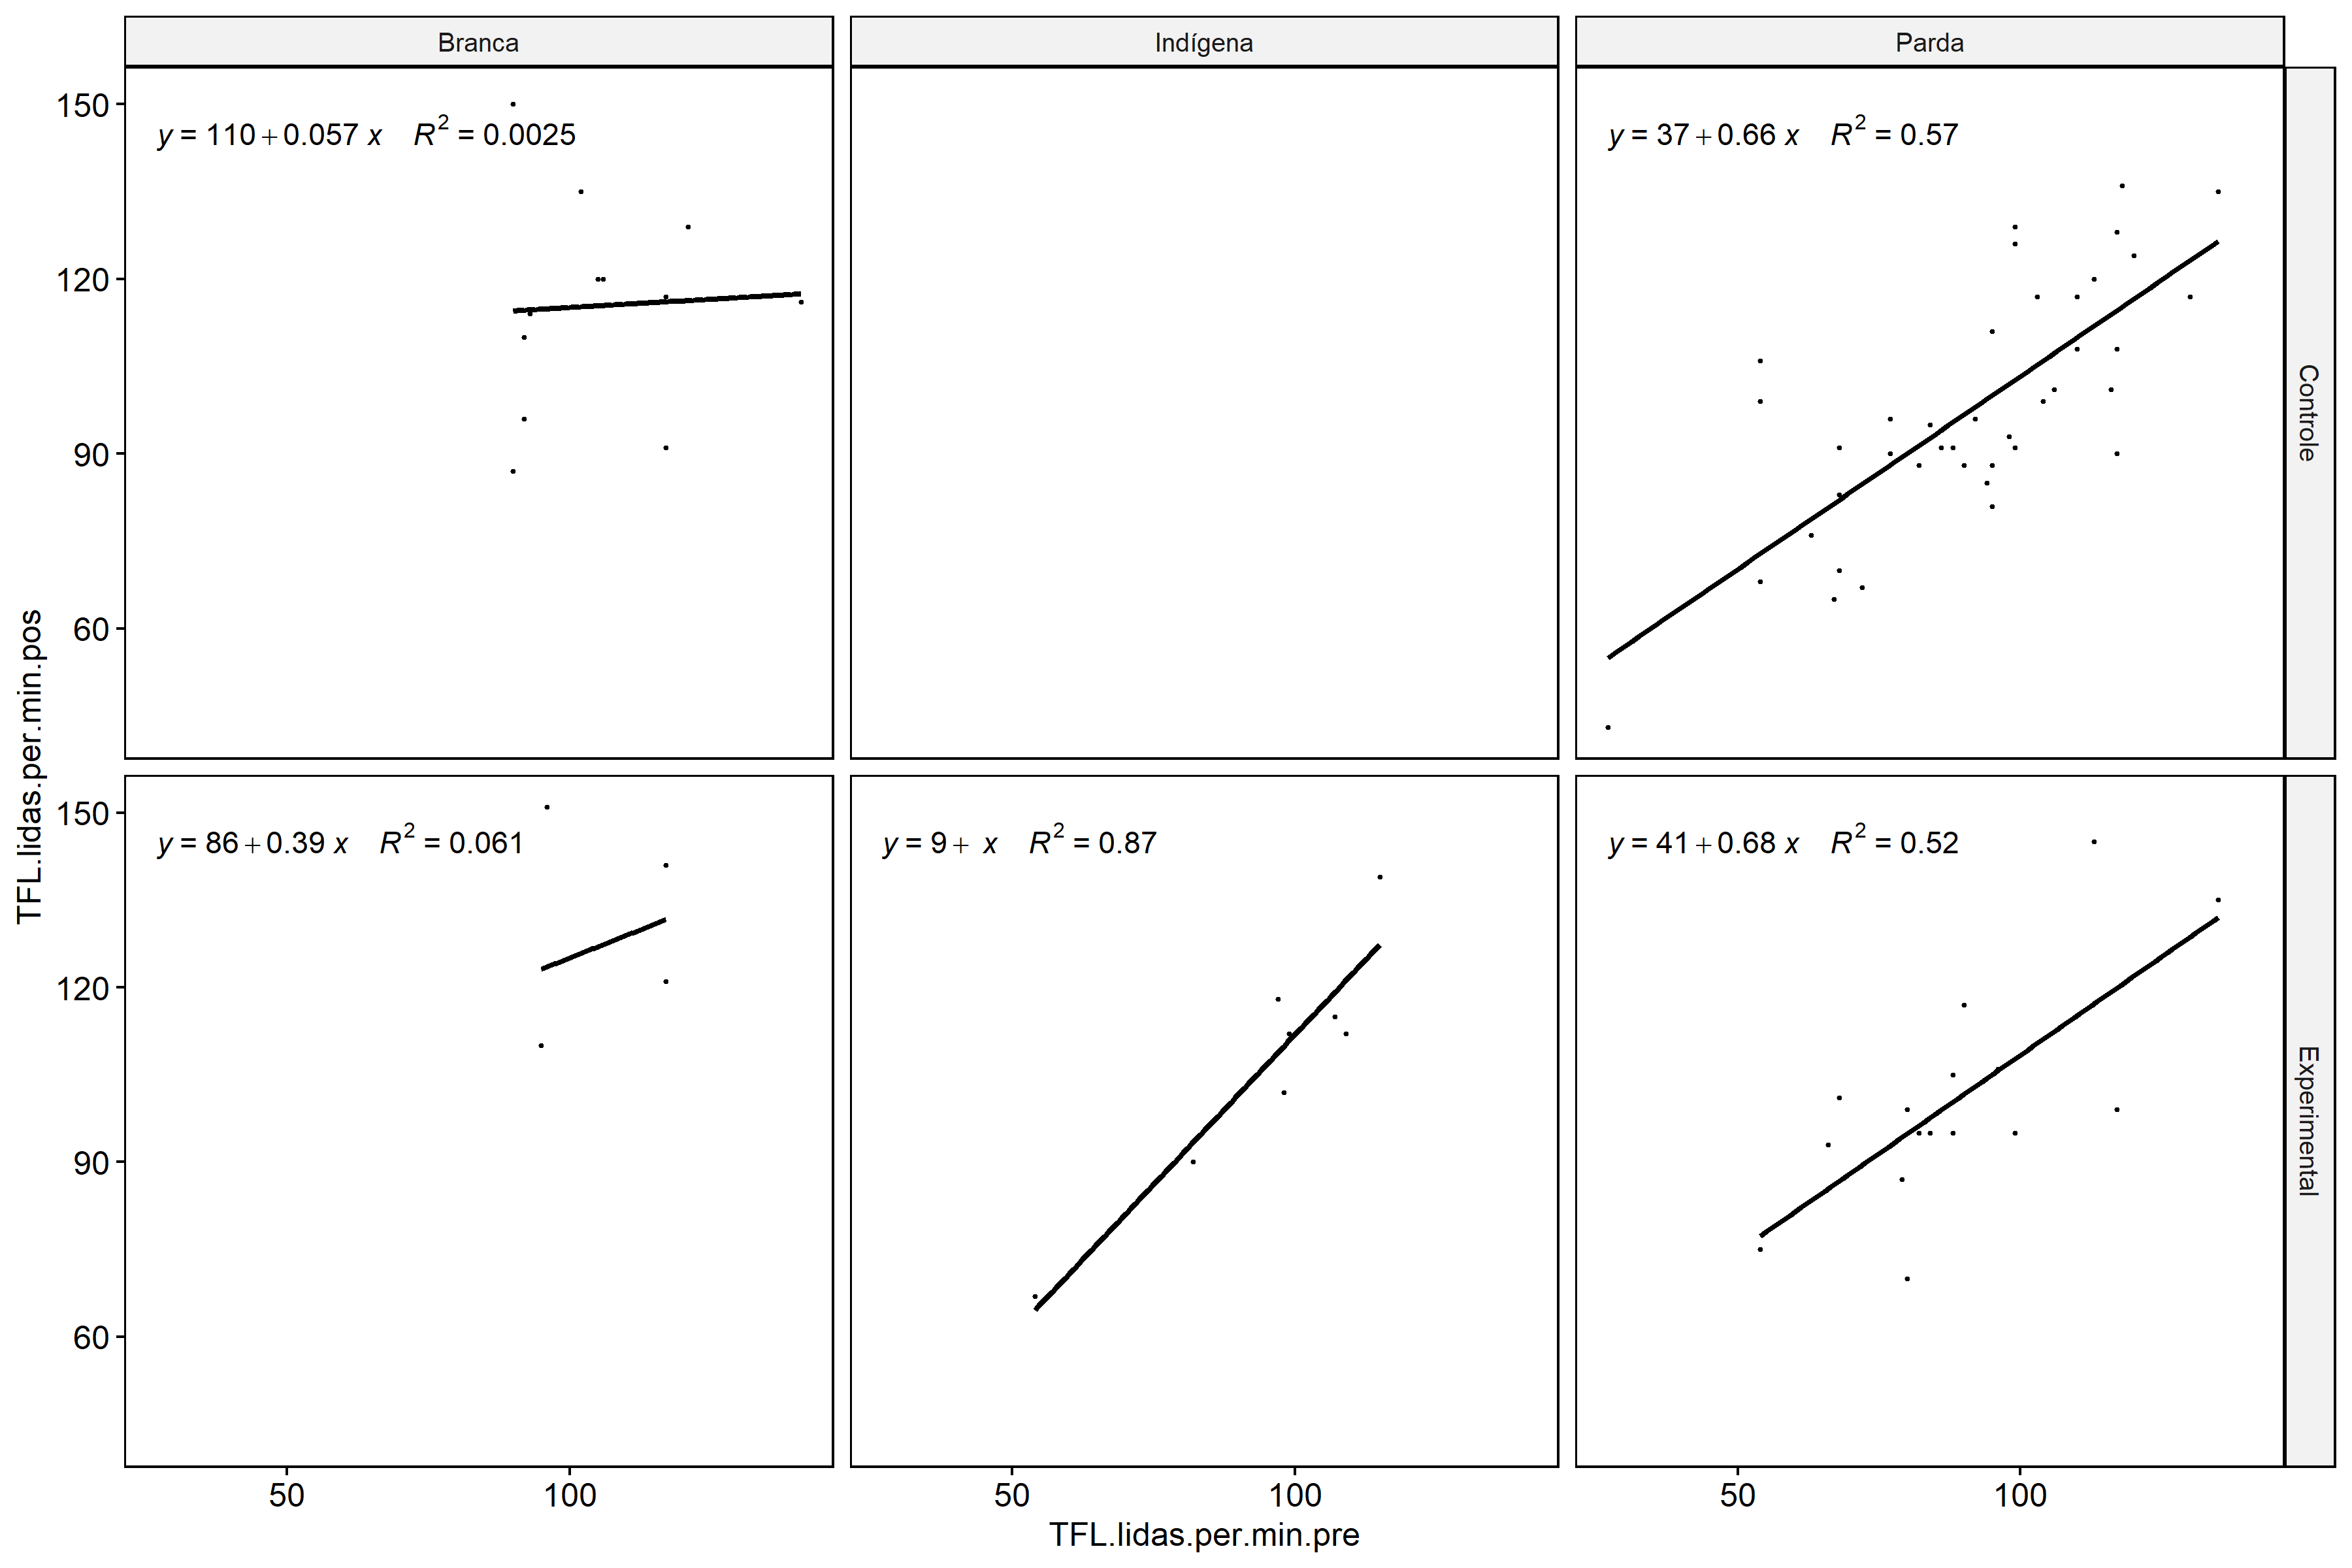 Branca
Indígena
Parda
150
120
90
60
y = 110 + 0.057 x R² = 0.0025
y = 37 + 0.66 x R² = 0.57
Controle
TFL.lidas.per.min.pos
150
120
90
60
y = 86 + 0.39 x R² = 0.061
y = 9 + x R² = 0.87
y = 41 + 0.68 x R² = 0.52
Experimental
50
100
50
100
50
100
TFL.lidas.per.min.pre